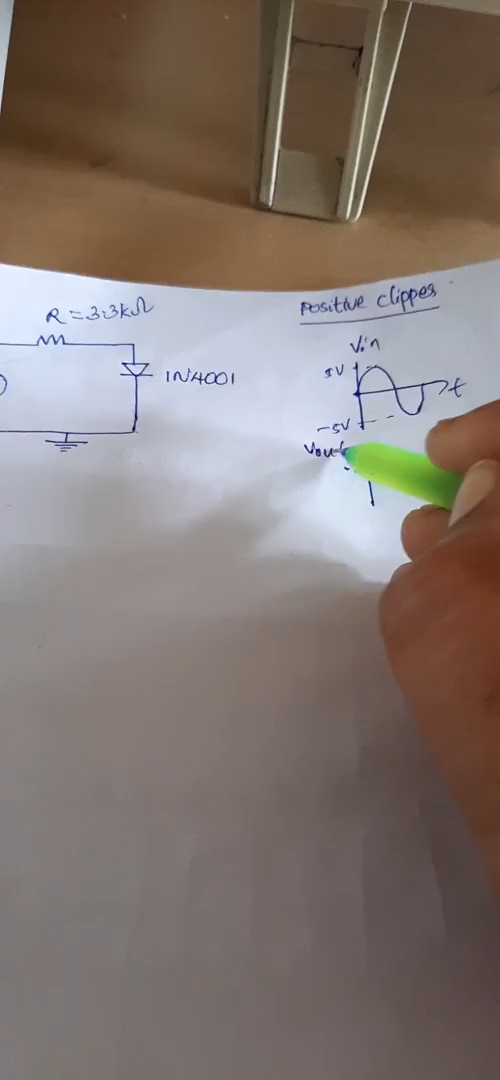 R = 3.3kΩ
1N4001
Positive clipper
Vin
5V
t
-5V
Vout